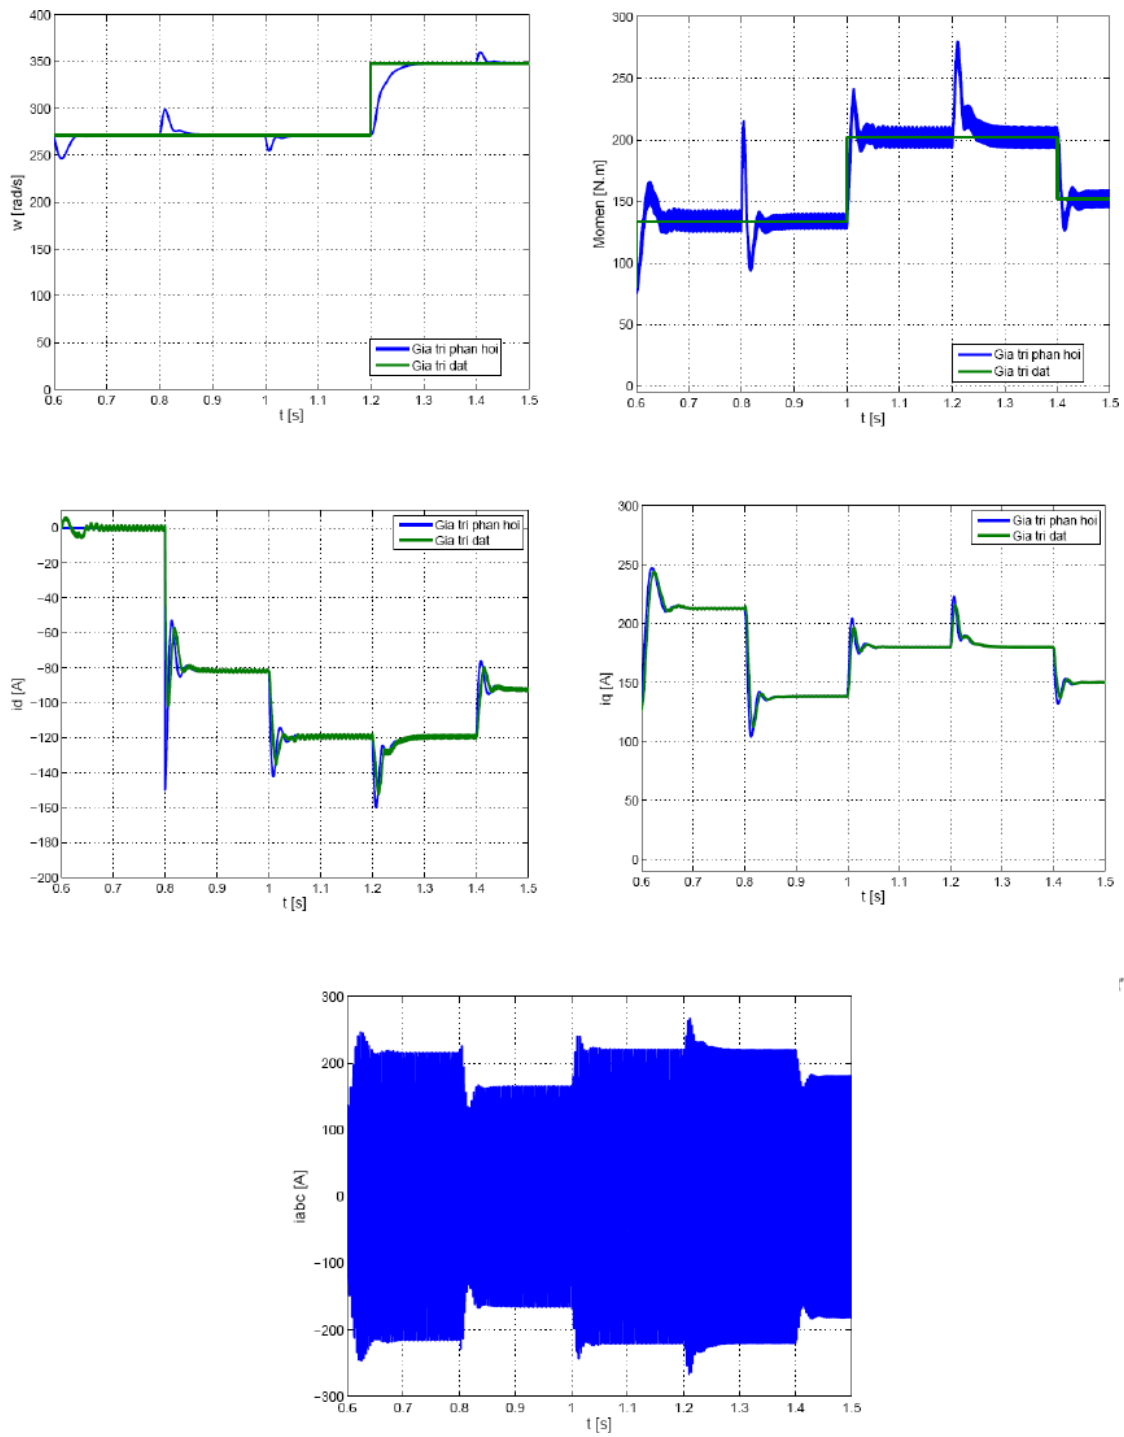 400
350
300
250
200
150
100
50
0
w [rad/s]
Gia tri phan hoi
Gia tri dat
0.6 0.7 0.8 0.9 1 1.1 1.2 1.3 1.4 1.5
t [s]
300
250
200
150
100
50
0
Momen [N.m]
Gia tri phan hoi
Gia tri dat
0.6 0.7 0.8 0.9 1 1.1 1.2 1.3 1.4 1.5
t [s]
0
−20
−40
−60
−80
−100
−120
−140
−160
−180
−200
id [A]
Gia tri phan hoi
Gia tri dat
0.6 0.7 0.8 0.9 1 1.1 1.2 1.3 1.4 1.5
t [s]
300
250
200
150
100
50
0
iq [A]
Gia tri phan hoi
Gia tri dat
0.6 0.7 0.8 0.9 1 1.1 1.2 1.3 1.4 1.5
t [s]
300
200
100
0
−100
−200
−300
iabc [A]
0.6 0.7 0.8 0.9 1 1.1 1.2 1.3 1.4 1.5
t [s]